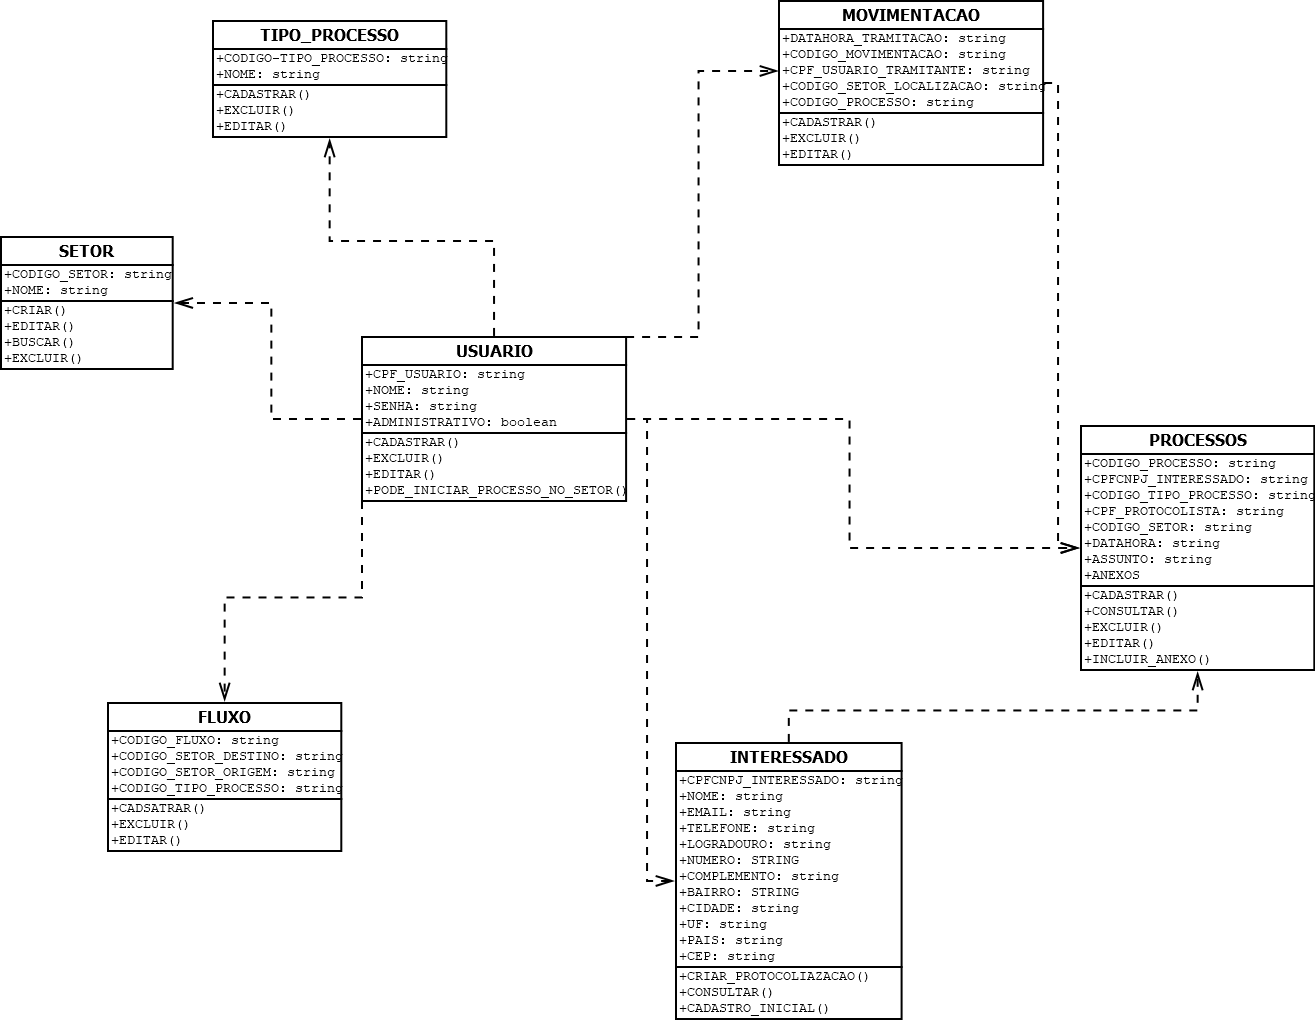 TIPO_PROCESSO
+CODIGO-TIPO_PROCESSO: string
+NOME: string
+CADASTRAR()
+EXCLUIR()
+EDITAR()
MOVIMENTACAO
+DATAHORA_TRAMITACAO: string
+CODIGO_MOVIMENTACAO: string
+CPF_USUARIO_TRAMITANTE: string
+CODIGO_SETOR_LOCALIZACAO: string
+CODIGO_PROCESSO: string
+CADASTRAR()
+EXCLUIR()
+EDITAR()
SETOR
+CODIGO_SETOR: string
+NOME: string
+CRIAR()
+EDITAR()
+BUSCAR()
+EXCLUIR()
USUARIO
+CPF_USUARIO: string
+NOME: string
+SENHA: string
+ADMINISTRATIVO: boolean
+CADASTRAR()
+EXCLUIR()
+EDITAR()
+PODE_INICIAR_PROCESSO_NO_SETOR()
PROCESSOS
+CODIGO_PROCESSO: string
+CPFCNPJ_INTERESSADO: string
+CODIGO_TIPO_PROCESSO: string
+CPF_PROTOCOLISTA: string
+CODIGO_SETOR: string
+DATAHORA: string
+ASSUNTO: string
+ANEXOS
+CADASTRAR()
+CONSULTAR()
+EXCLUIR()
+EDITAR()
+INCLUIR_ANEXO()
FLUXO
+CODIGO_FLUXO: string
+CODIGO_SETOR_DESTINO: string
+CODIGO_SETOR_ORIGEM: string
+CODIGO_TIPO_PROCESSO: string
+CADSATRAR()
+EXCLUIR()
+EDITAR()
INTERESSADO
+CPFCNPJ_INTERESSADO: string
+NOME: string
+EMAIL: string
+TELEFONE: string
+LOGRADOURO: string
+NUMERO: STRING
+COMPLEMENTO: string
+BAIRRO: STRING
+CIDADE: string
+UF: string
+PAIS: string
+CEP: string
+CRIAR_PROTOCOLIAZACAO()
+CONSULTAR()
+CADASTRO_INICIAL()